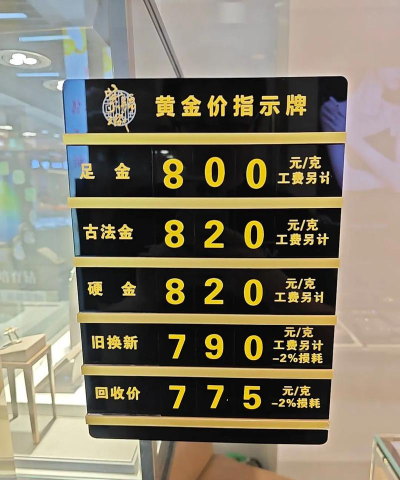 黄金价指示牌
足金 800 元/克
工费另计
古法金 820 元/克
工费另计
硬金 820 元/克
工费另计
旧换新 790 元/克
工费另计
-2%损耗
回收价 775 元/克
-2%损耗